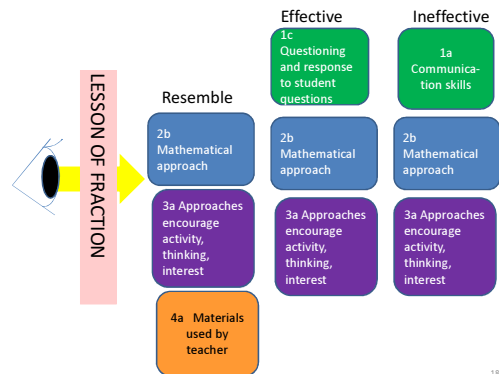 LESSON OF FRACTION
Resemble
2b
Mathematical
approach
3a Approaches
encourage
activity,
thinking,
interest
4a Materials
used by
teacher
Effective
1c
Questioning
and response
to student
questions
2b
Mathematical
approach
3a Approaches
encourage
activity,
thinking,
interest
Ineffective
1a
Communica-
tion skills
2b
Mathematical
approach
3a Approaches
encourage
activity,
thinking,
interest
18